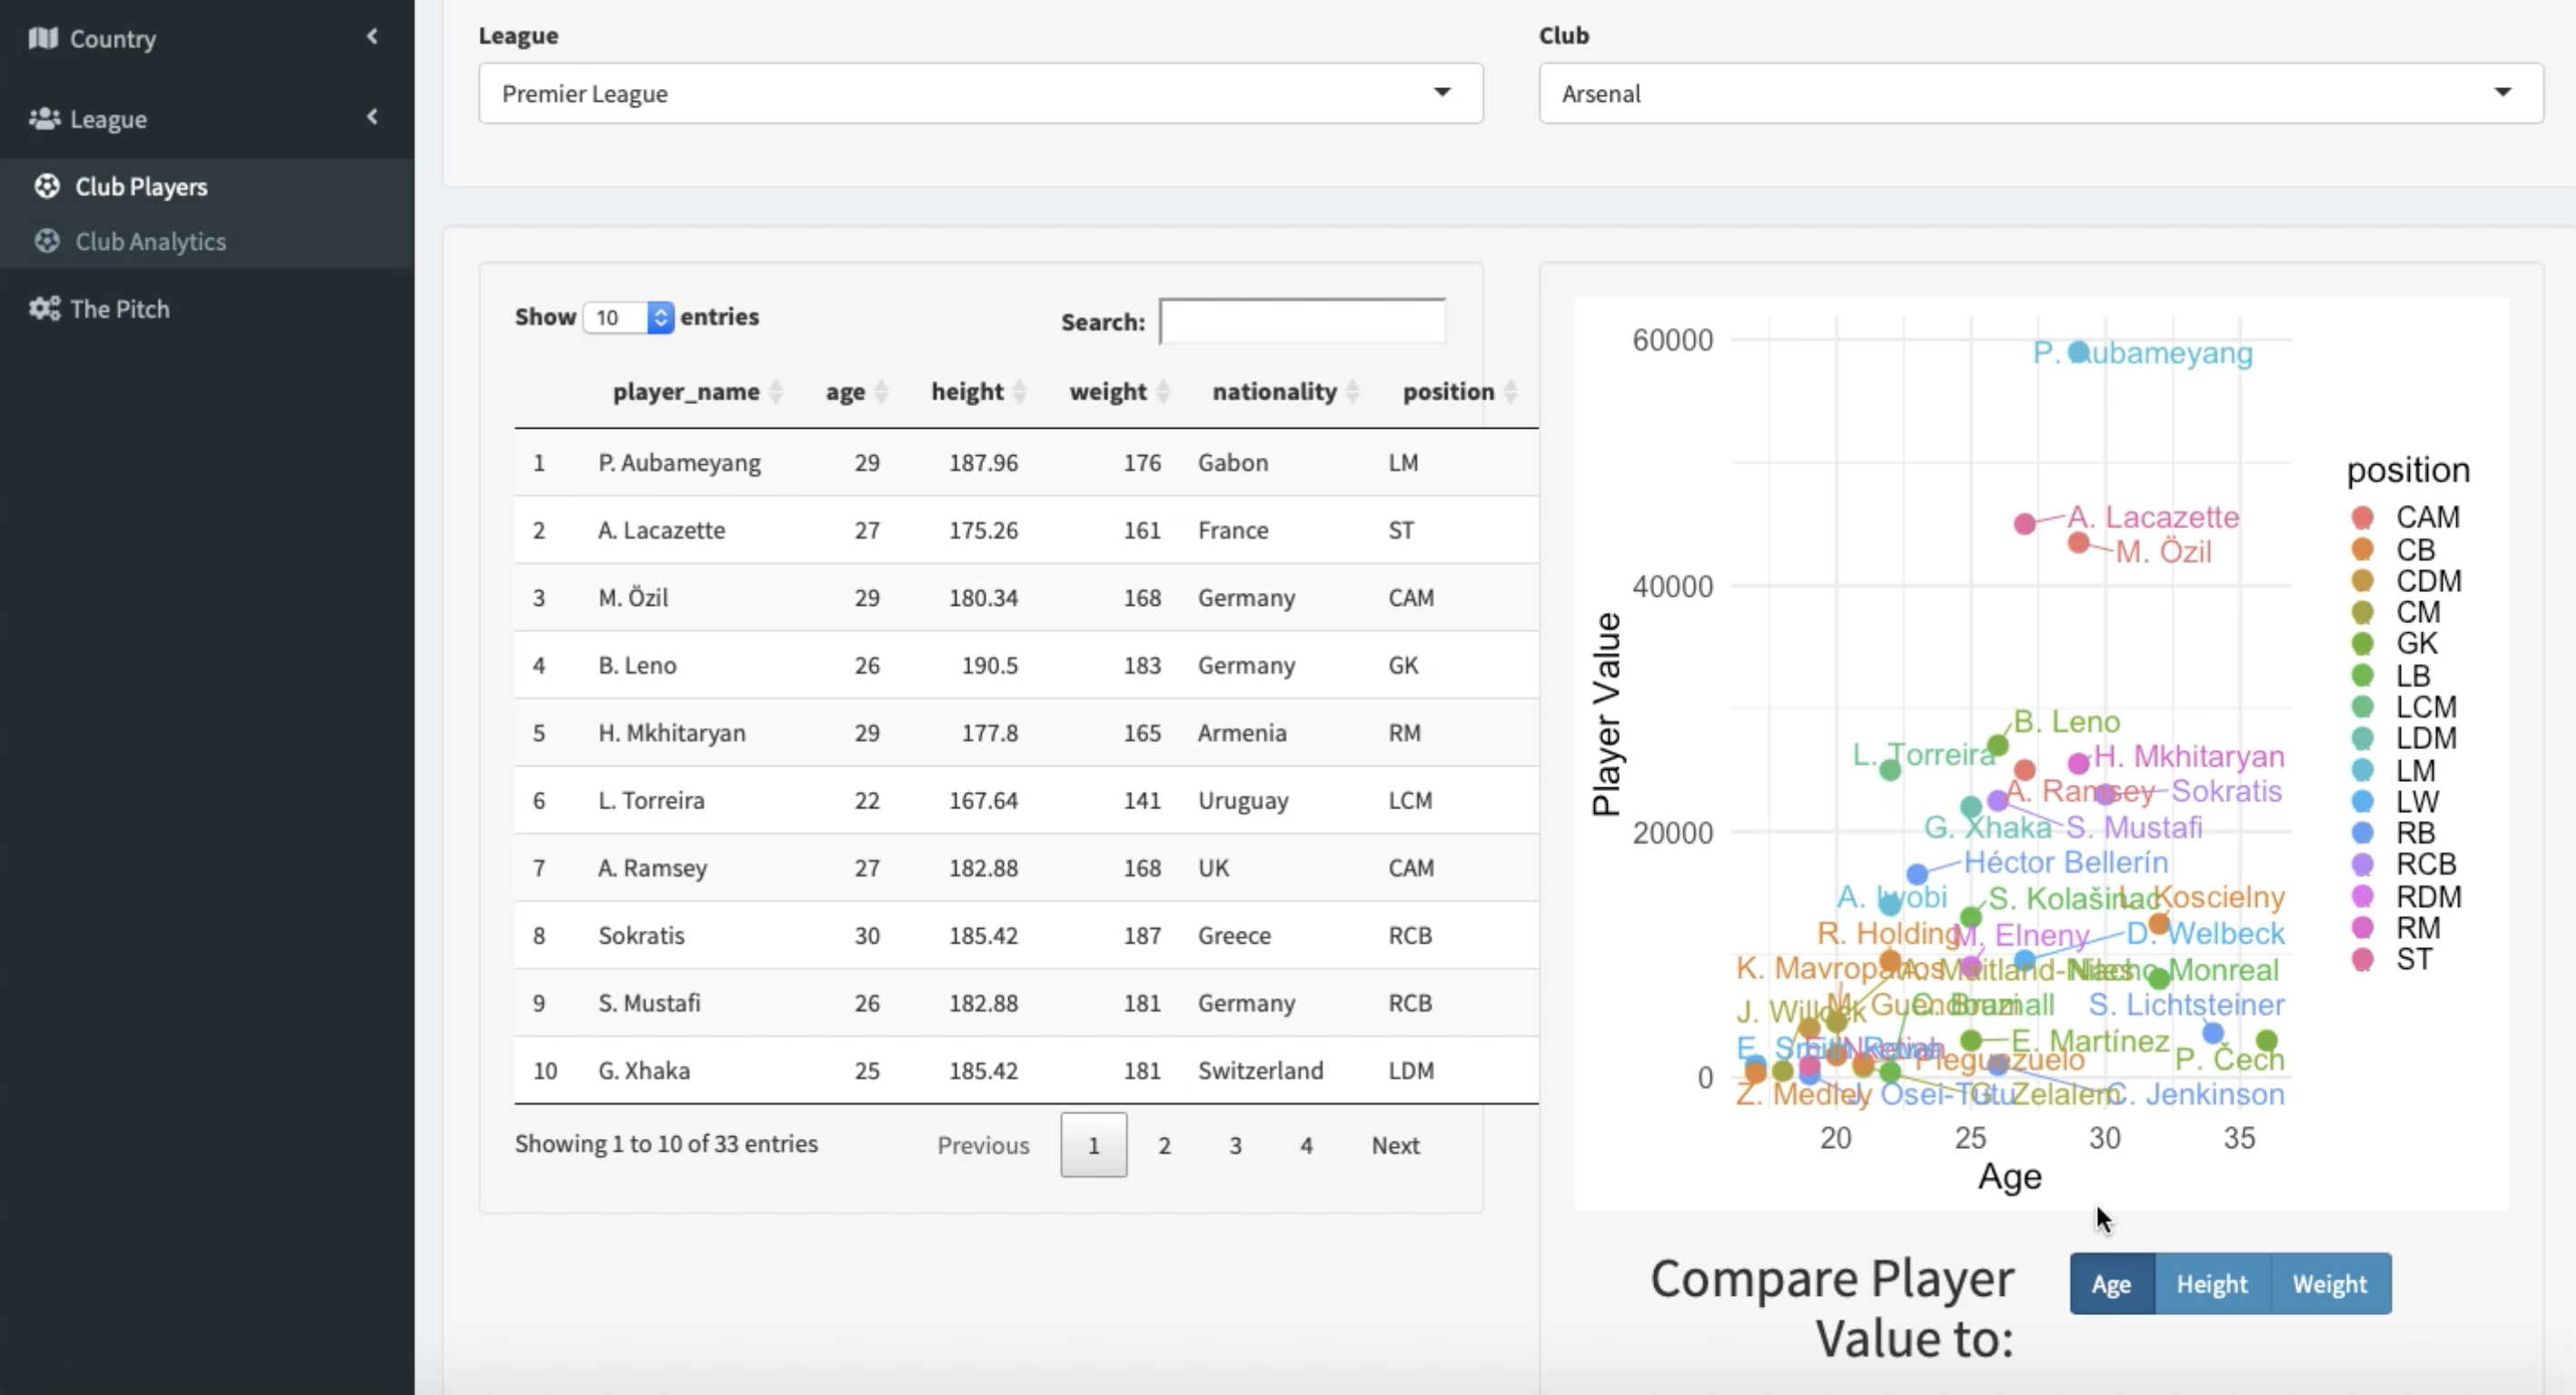 Country
League
Club Players
Club Analytics
The Pitch
League
Club
Premier League
Arsenal
Show 10 entries
Search:
player_name age height weight nationality position
1 P. Aubameyang 29 187.96 176 Gabon LM
2 A. Lacazette 27 175.26 161 France ST
3 M. Özil 29 180.34 168 Germany CAM
4 B. Leno 26 190.5 183 Germany GK
5 H. Mkhitaryan 29 177.8 165 Armenia RM
6 L. Torreira 22 167.64 141 Uruguay LCM
7 A. Ramsey 27 182.88 168 UK CAM
8 Sokratis 30 185.42 187 Greece RCB
9 S. Mustafi 26 182.88 181 Germany RCB
10 G. Xhaka 25 185.42 181 Switzerland LDM
Showing 1 to 10 of 33 entries
Previous 1 2 3 4 Next
Player Value
60000
40000
20000
0
P. Aubameyang
A. Lacazette
M. Özil
B. Leno
L. Torreira
H. Mkhitaryan
A. Ramsey
Sokratis
G. Xhaka
S. Mustafi
Héctor Bellerín
A. Iwobi
S. Kolašinac
Koscielny
R. Holding
M. Elneny
D. Welbeck
K. Mavropanos
A. Maitland-Niles
Nacho Monreal
J. Willock
M. Guendouzi
C. Bramall
S. Lichtsteiner
E. Smith Rowe
E. Nketiah
Pleguezuelo
E. Martínez
P. Čech
Z. Medley
J. Osei-Tutu
G. Zelalem
C. Jenkinson
20 25 30 35
Age
position
CAM
CB
CDM
CM
GK
LB
LCM
LDM
LM
LW
RB
RCB
RDM
RM
ST
Compare Player
Value to:
Age Height Weight